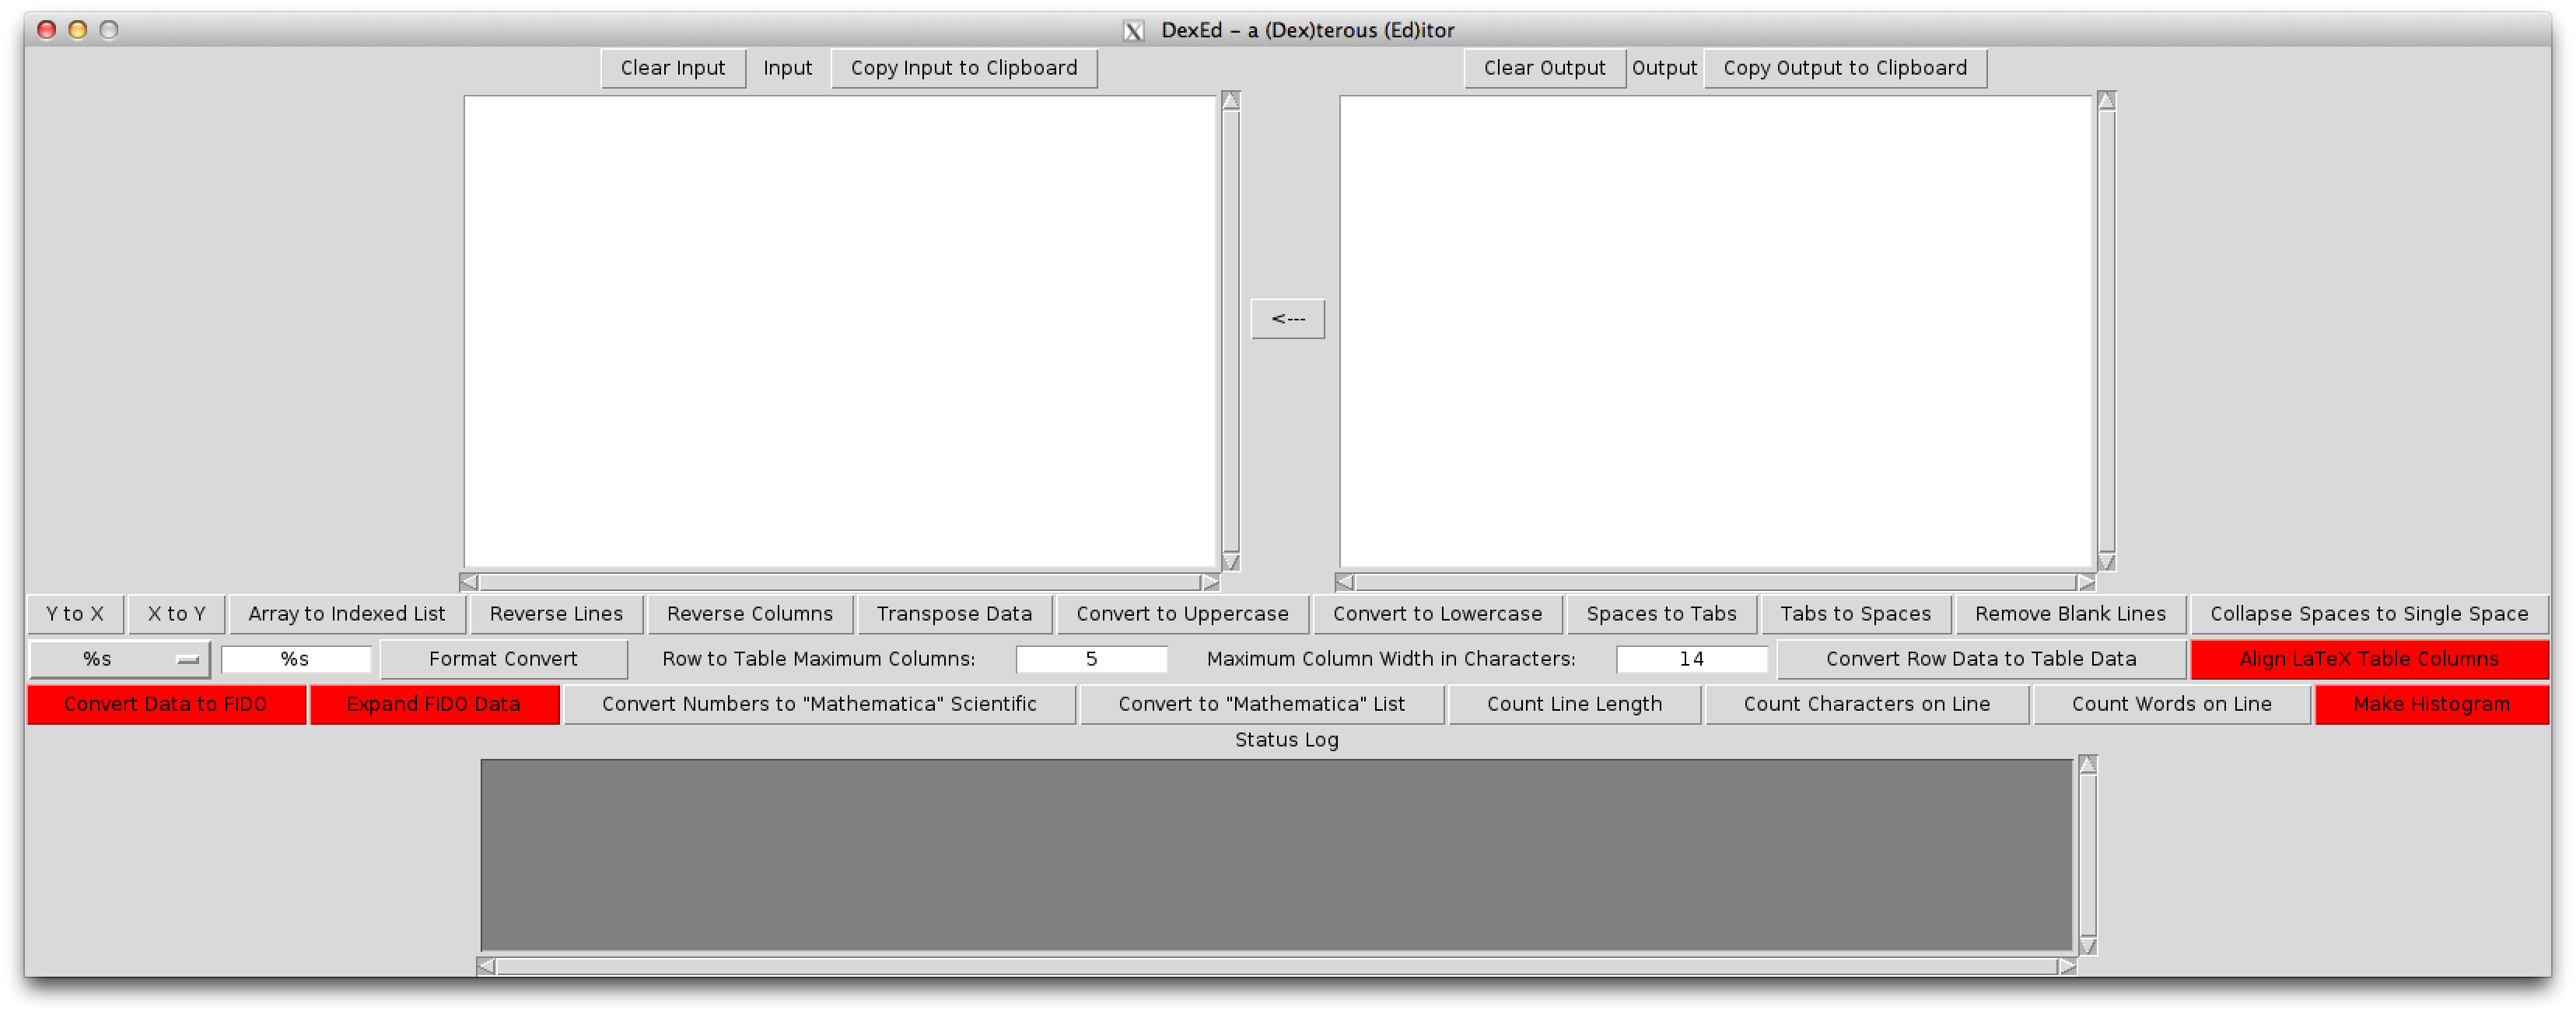 X DexEd – a (Dex)terous (Ed)itor
Clear Input Input Copy Input to Clipboard Clear Output Output Copy Output to Clipboard
<---
Y to X X to Y Array to Indexed List Reverse Lines Reverse Columns Transpose Data Convert to Uppercase Convert to Lowercase Spaces to Tabs Tabs to Spaces Remove Blank Lines Collapse Spaces to Single Space
%s %s Format Convert Row to Table Maximum Columns: 5 Maximum Column Width in Characters: 14 Convert Row Data to Table Data Align LaTeX Table Columns
Convert Data to FIDO Expand FIDO Data Convert Numbers to "Mathematica" Scientific Convert to "Mathematica" List Count Line Length Count Characters on Line Count Words on Line Make Histogram
Status Log